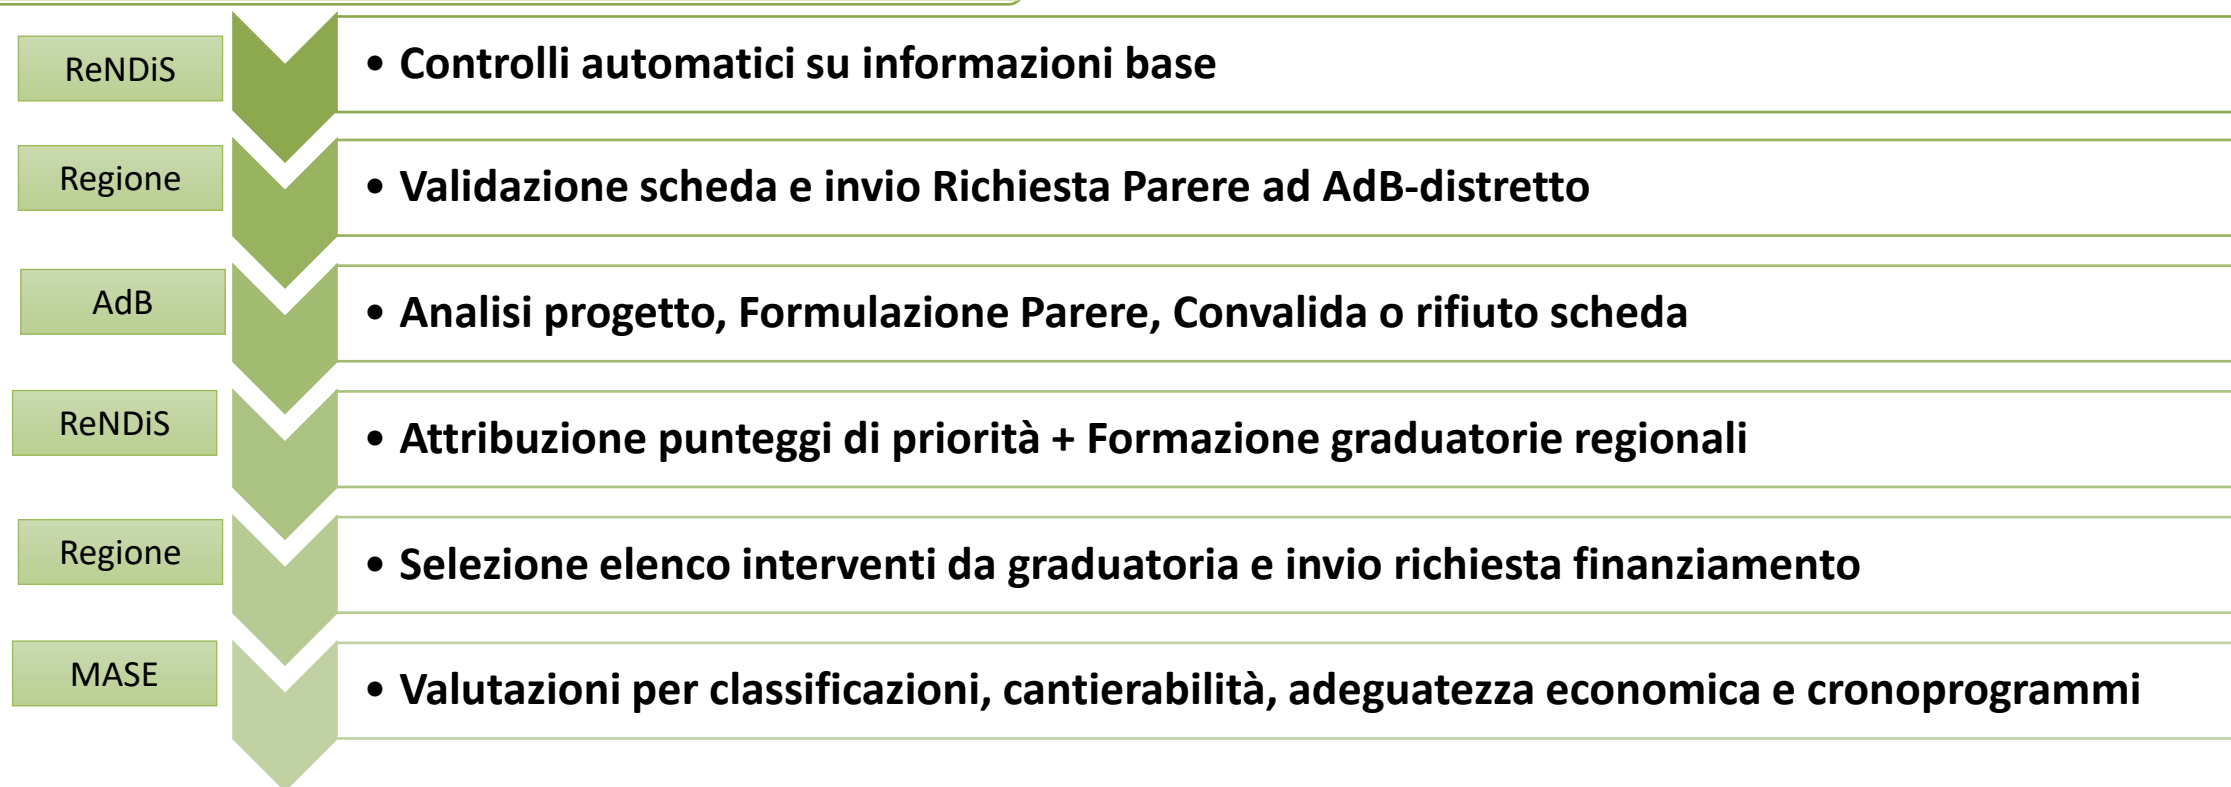 ReNDiS
• Controlli automatici su informazioni base
Regione
• Validazione scheda e invio Richiesta Parere ad AdB-distretto
AdB
• Analisi progetto, Formulazione Parere, Convalida o rifiuto scheda
ReNDiS
• Attribuzione punteggi di priorità + Formazione graduatorie regionali
Regione
• Selezione elenco interventi da graduatoria e invio richiesta finanziamento
MASE
• Valutazioni per classificazioni, cantierabilità, adeguatezza economica e cronoprogrammi